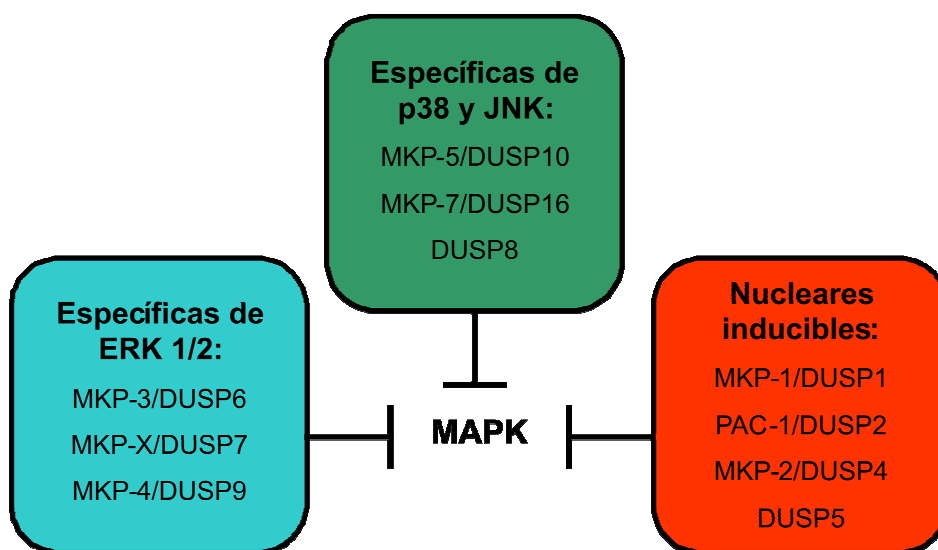 Específicas de
p38 y JNK:
MKP-5/DUSP10
MKP-7/DUSP16
DUSP8
Específicas de
ERK 1/2:
MKP-3/DUSP6
MKP-X/DUSP7
MKP-4/DUSP9
MAPK
Nucleares
inducibles:
MKP-1/DUSP1
PAC-1/DUSP2
MKP-2/DUSP4
DUSP5